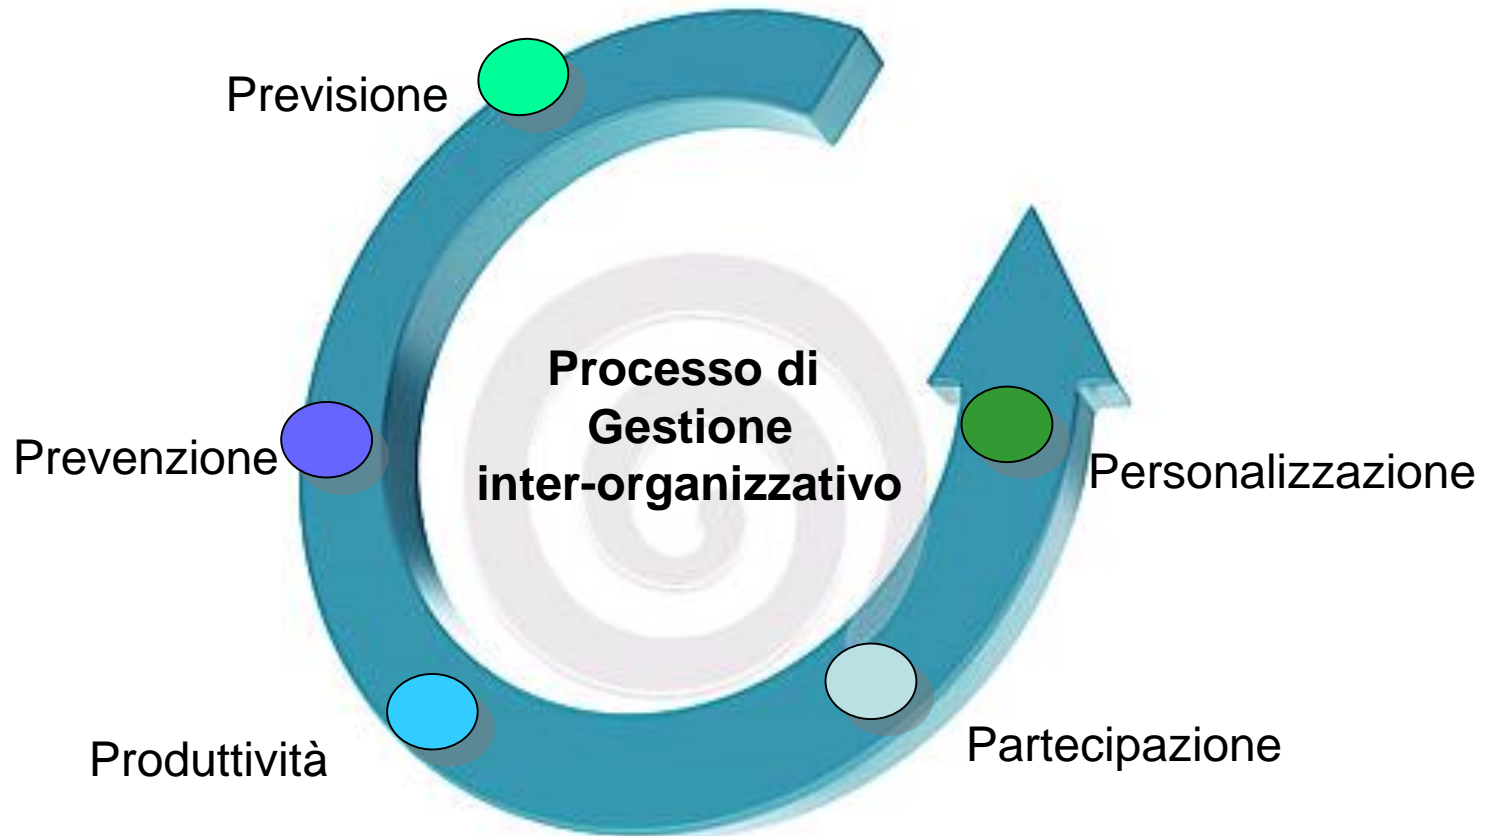 Previsione
Processo di
Gestione
inter-organizzativo
Prevenzione
Personalizzazione
Produttività
Partecipazione